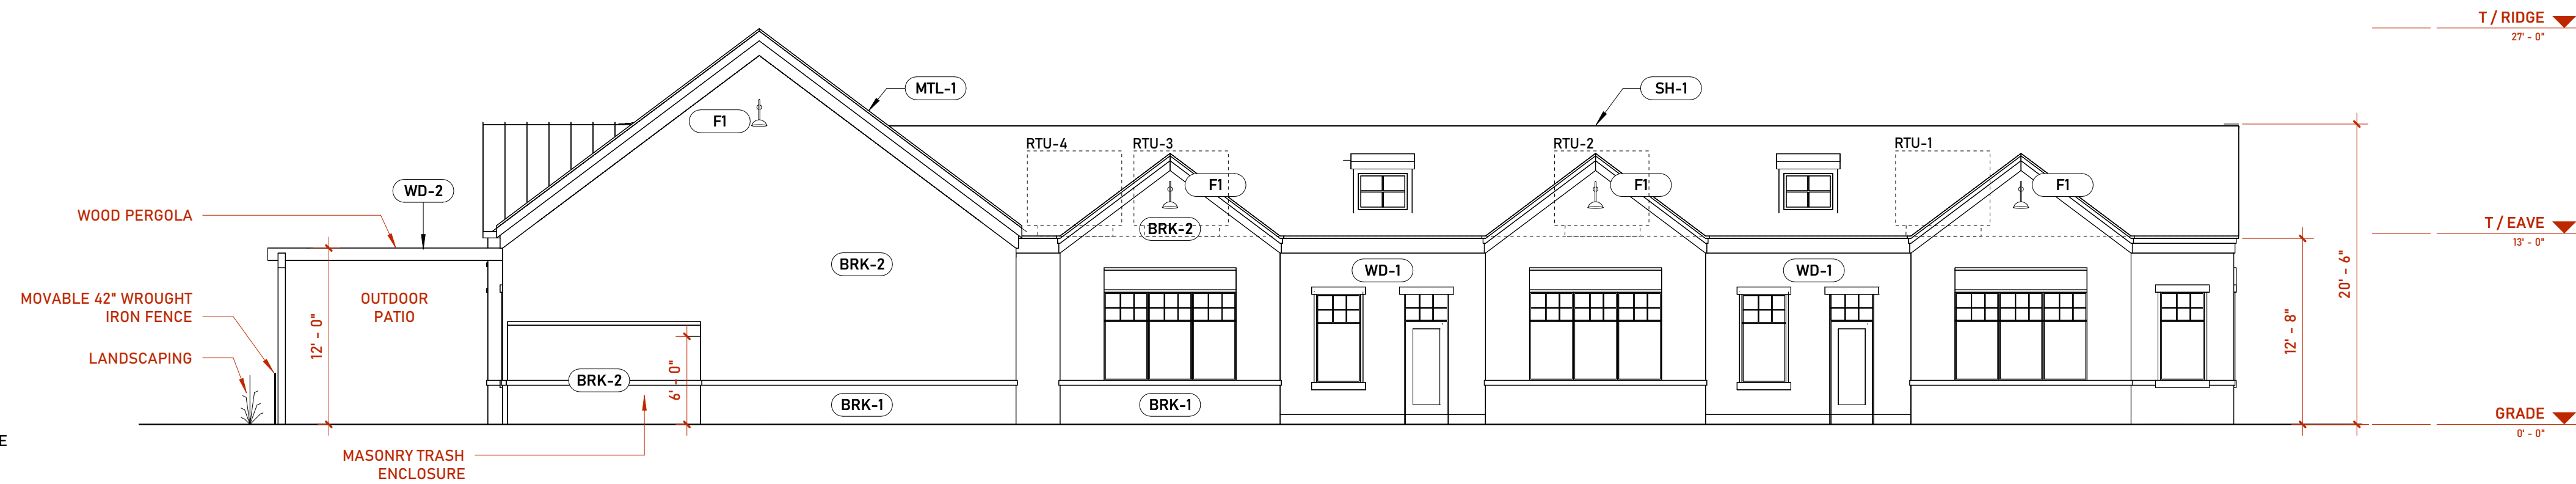 T / RIDGE
27' - 0"
MTL-1
SH-1
F1
RTU-4
RTU-3
RTU-2
RTU-1
WD-2
F1
F1
F1
WOOD PERGOLA
BRK-2
T / EAVE
13' - 0"
BRK-2
WD-1
WD-1
20' - 6"
MOVABLE 42" WROUGHT
IRON FENCE
OUTDOOR
PATIO
12' - 0"
12' - 8"
LANDSCAPING
BRK-2
6' - 0"
BRK-1
BRK-1
GRADE
0' - 0"
E
MASONRY TRASH
ENCLOSURE